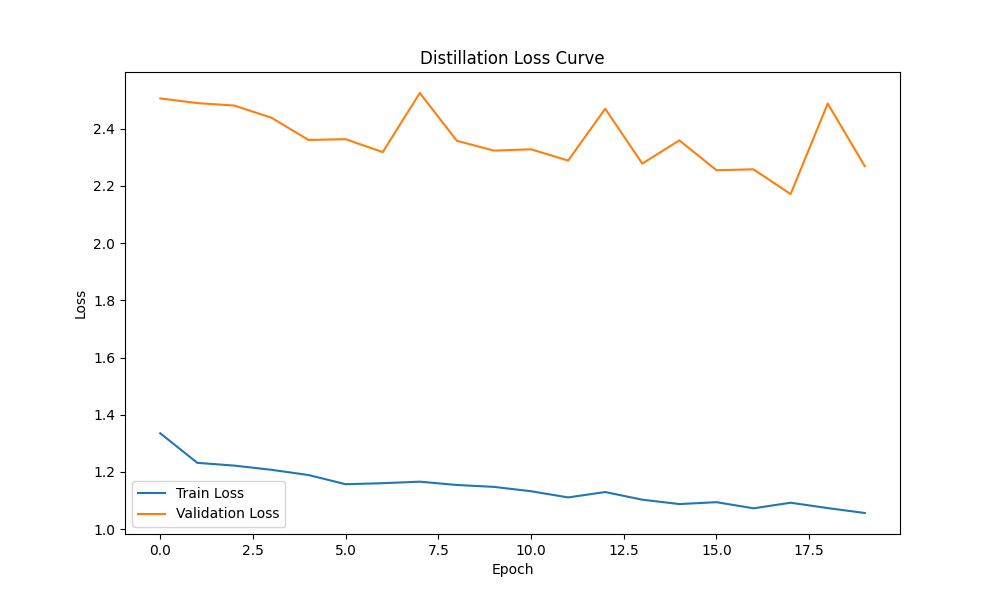 Distillation Loss Curve
Loss
2.4
2.2
2.0
1.8
1.6
1.4
1.2
1.0
Train Loss
Validation Loss
0.0 2.5 5.0 7.5 10.0 12.5 15.0 17.5
Epoch